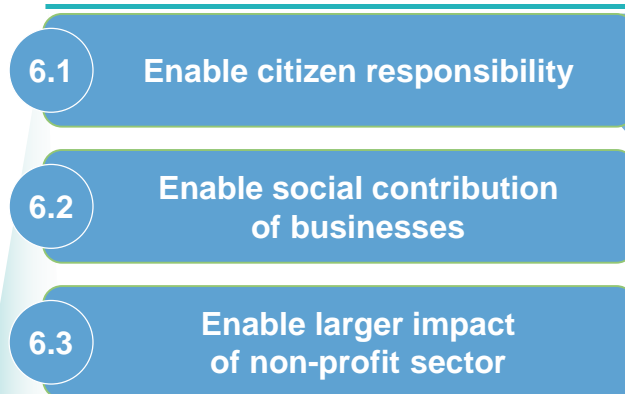 6.1
Enable citizen responsibility
6.2
Enable social contribution
of businesses
6.3
Enable larger impact
of non-profit sector